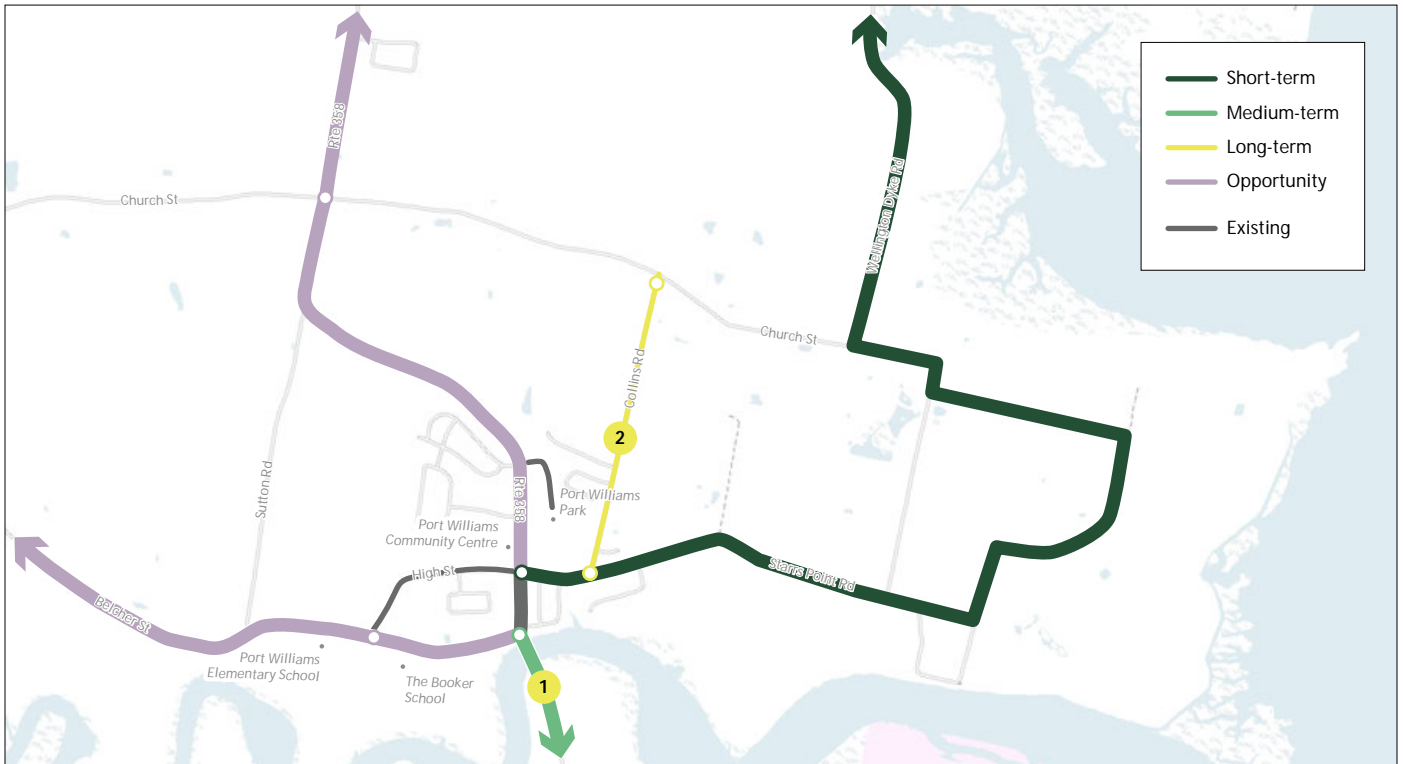 Short-term
Medium-term
Long-term
Opportunity
Existing
Rte 358
Church St
Wellington Dyke Rd
Church St
Collins Rd
2
Sutton Rd
Rte 358
Port Williams
Park
Port Williams
Community Centre
High St
Starrs Point Rd
Belcher St
Port Williams
Elementary School
The Booker
School
1